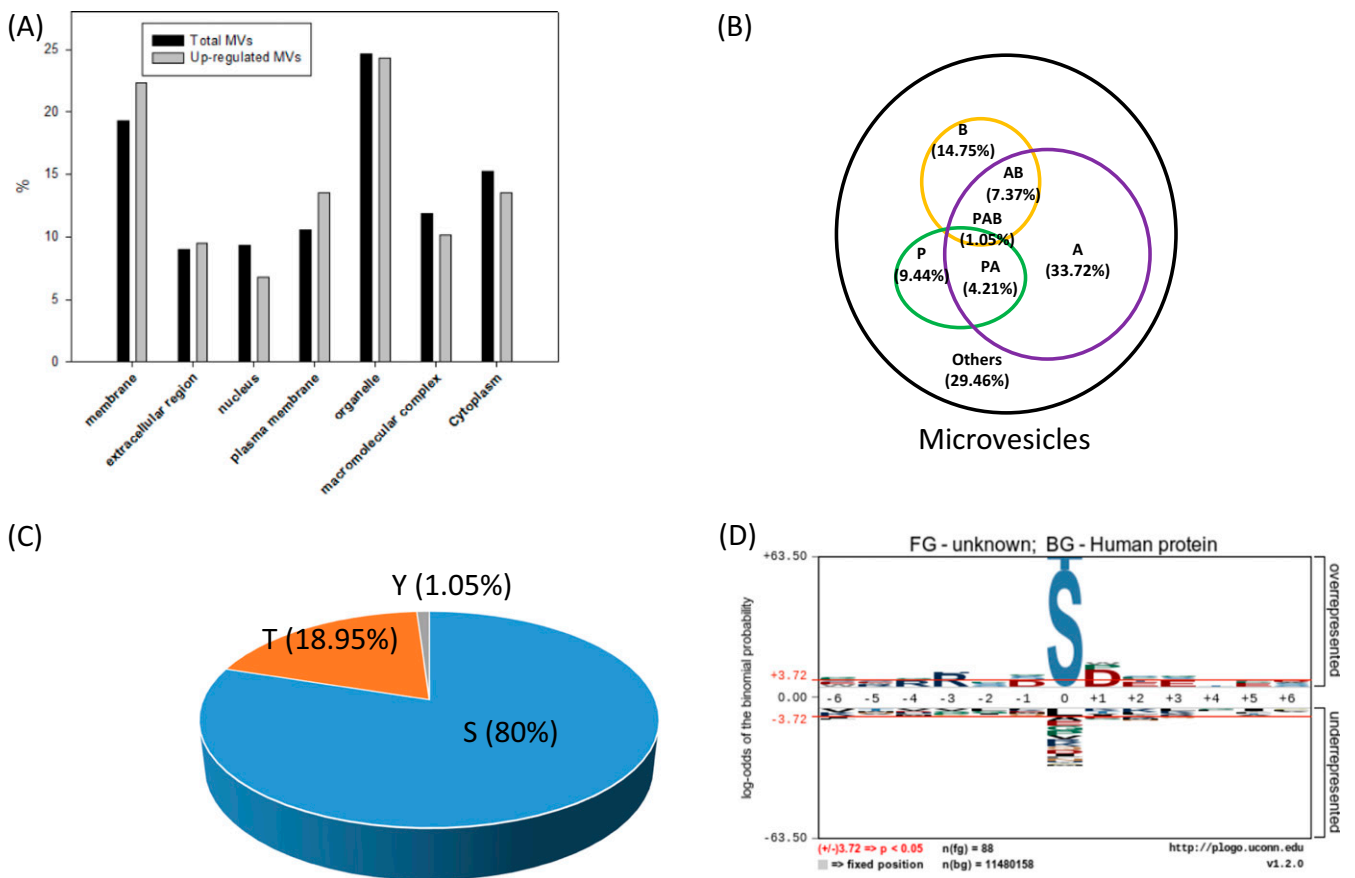 (A)
Total MVs
Up-regulated MVs
25
20
15
10
5
0
%
membrane
extracellular region
nucleus
plasma membrane
organelle
macromolecular complex
Cytoplasm
(B)
B
(14.75%)
AB
(7.37%)
PAB
(1.05%)
P
(9.44%)
PA
(4.21%)
A
(33.72%)
Others
(29.46%)
Microvesicles
(C)
Y (1.05%)
T (18.95%)
S (80%)
(D)
FG - unknown; BG - Human protein
+63.50
+3.72
0.00
-3.72
-63.50
log-odds of the binomial probability
S
R
D
-6 -5 -4 -3 -2 -1 0 +1 +2 +3 +4 +5 +6
overrepresented
underrepresented
(+/-)3.72 => p < 0.05 n(fg) = 88 http://plogo.uconn.edu
=> fixed position n(bg) = 11480158 v1.2.0